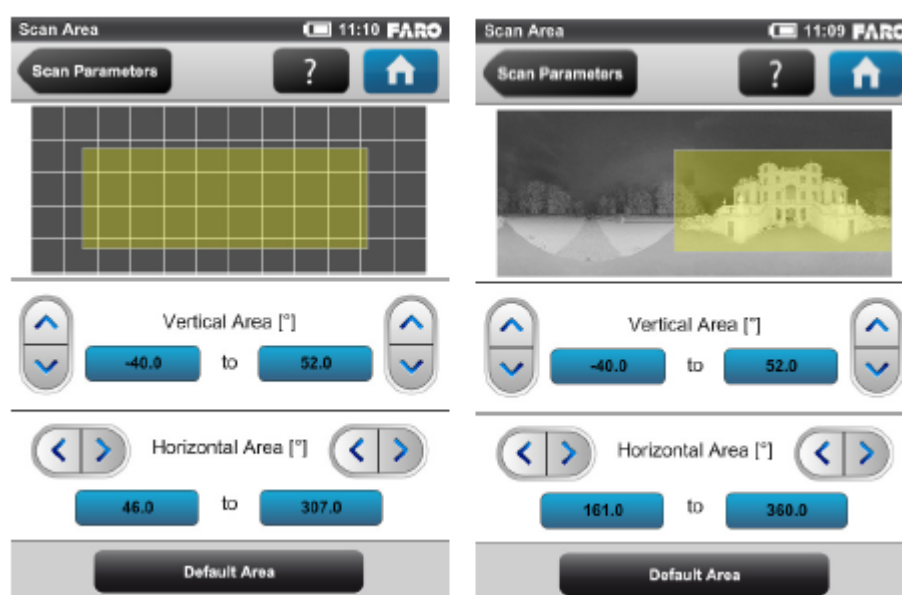 Scan Area 11:10 FARO
Scan Parameters ?
Vertical Area [°]
-40.0 to 52.0
Horizontal Area [°]
46.0 to 307.0
Default Area
Scan Area 11:09 FARO
Scan Parameters ?
Vertical Area [°]
-40.0 to 52.0
Horizontal Area [°]
161.0 to 360.0
Default Area